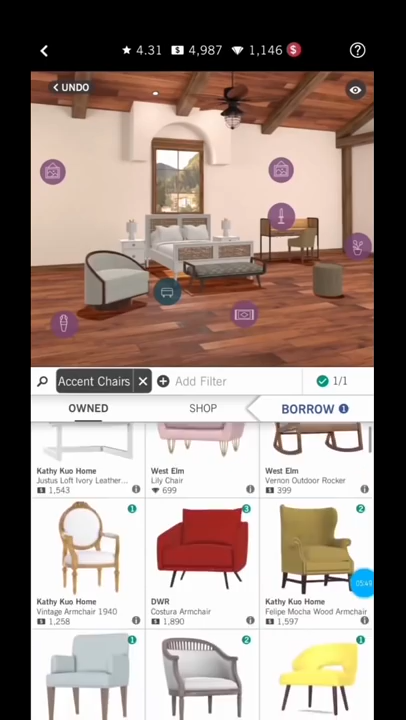 ★ 4.31 $ 4,987 1,146 $ ?
< UNDO
Accent Chairs × + Add Filter 1/1
OWNED SHOP BORROW 1
Kathy Kuo Home
Justus Loft Ivory Leather...
$ 1,543
West Elm
Lily Chair
699
West Elm
Vernon Outdoor Rocker
$ 399
1
Kathy Kuo Home
Vintage Armchair 1940
$ 1,258
3
DWR
Costura Armchair
$ 1,890
2
Kathy Kuo Home
Felipe Mocha Wood Armchair
$ 1,597
05:49
1
2
1